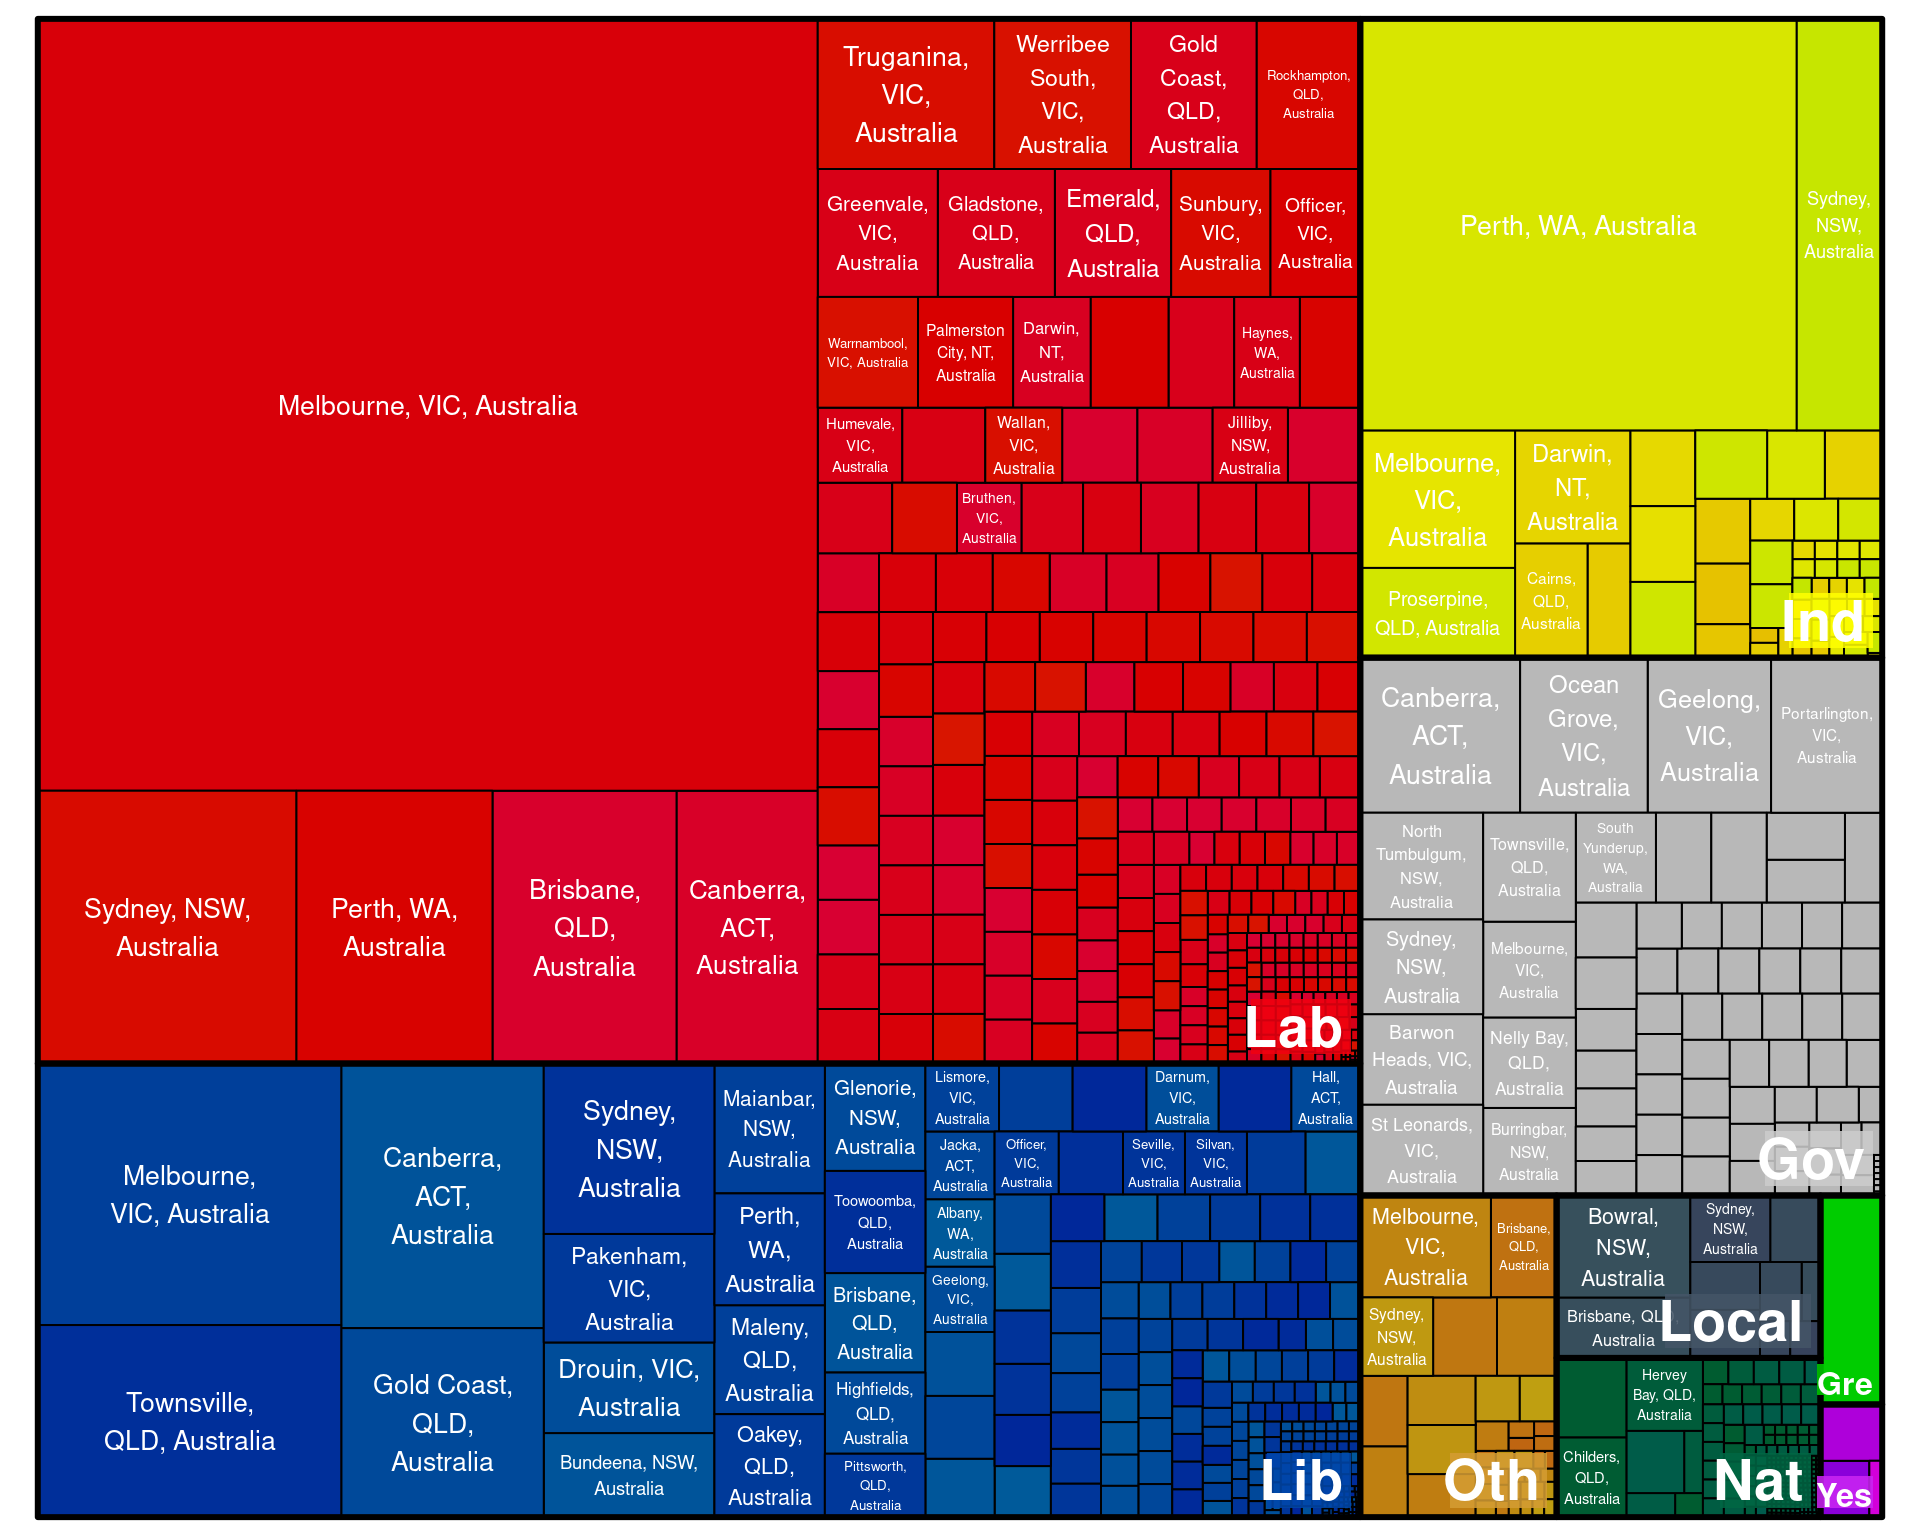 Melbourne, VIC, Australia
Sydney, NSW,
Australia
Perth, WA,
Australia
Brisbane,
QLD,
Australia
Canberra,
ACT,
Australia
Truganina,
VIC,
Australia
Werribee
South,
VIC,
Australia
Gold
Coast,
QLD,
Australia
Rockhampton,
QLD,
Australia
Greenvale,
VIC,
Australia
Gladstone,
QLD,
Australia
Emerald,
QLD,
Australia
Sunbury,
VIC,
Australia
Officer,
VIC,
Australia
Warrnambool,
VIC, Australia
Palmerston
City, NT,
Australia
Darwin,
NT,
Australia
Haynes,
WA,
Australia
Humevale,
VIC,
Australia
Wallan,
VIC,
Australia
Jilliby,
NSW,
Australia
Bruthen,
VIC,
Australia
Lab
Melbourne,
VIC, Australia
Townsville,
QLD, Australia
Canberra,
ACT,
Australia
Gold Coast,
QLD,
Australia
Sydney,
NSW,
Australia
Pakenham,
VIC,
Australia
Drouin, VIC,
Australia
Bundeena, NSW,
Australia
Maianbar,
NSW,
Australia
Perth,
WA,
Australia
Maleny,
QLD,
Australia
Oakey,
QLD,
Australia
Glenorie,
NSW,
Australia
Toowoomba,
QLD,
Australia
Brisbane,
QLD,
Australia
Highfields,
QLD,
Australia
Pittsworth,
QLD,
Australia
Lismore,
VIC,
Australia
Darnum,
VIC,
Australia
Hall,
ACT,
Australia
Jacka,
ACT,
Australia
Officer,
VIC,
Australia
Seville,
VIC,
Australia
Silvan,
VIC,
Australia
Albany,
WA,
Australia
Geelong,
VIC,
Australia
Lib
Perth, WA, Australia
Sydney,
NSW,
Australia
Melbourne,
VIC,
Australia
Proserpine,
QLD, Australia
Darwin,
NT,
Australia
Cairns,
QLD,
Australia
Ind
Canberra,
ACT,
Australia
Ocean
Grove,
VIC,
Australia
Geelong,
VIC,
Australia
Portarlington,
VIC,
Australia
North
Tumbulgum,
NSW,
Australia
Townsville,
QLD,
Australia
South
Yunderup,
WA,
Australia
Sydney,
NSW,
Australia
Melbourne,
VIC,
Australia
Barwon
Heads, VIC,
Australia
Nelly Bay,
QLD,
Australia
St Leonards,
VIC,
Australia
Burringbar,
NSW,
Australia
Gov
Melbourne,
VIC,
Australia
Brisbane,
QLD,
Australia
Sydney,
NSW,
Australia
Oth
Bowral,
NSW,
Australia
Sydney,
NSW,
Australia
Brisbane, QLD,
Australia
Local
Gre
Hervey
Bay, QLD,
Australia
Childers,
QLD,
Australia
Nat
Yes